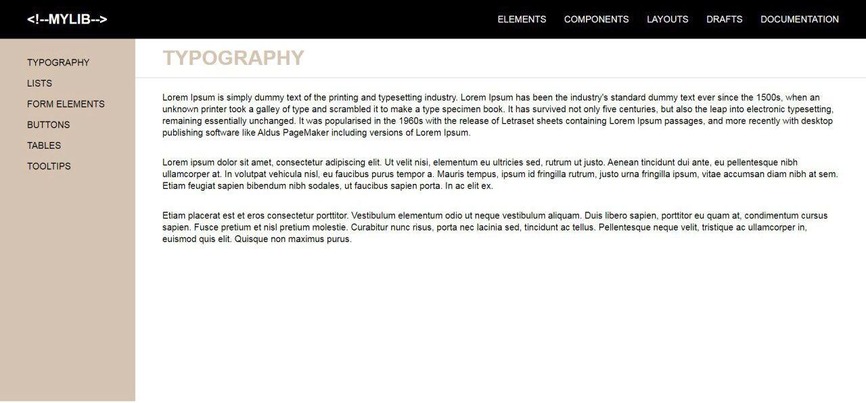 <!--MYLIB-->
ELEMENTS COMPONENTS LAYOUTS DRAFTS DOCUMENTATION
TYPOGRAPHY
LISTS
FORM ELEMENTS
BUTTONS
TABLES
TOOLTIPS
TYPOGRAPHY
Lorem Ipsum is simply dummy text of the printing and typesetting industry. Lorem Ipsum has been the industry's standard dummy text ever since the 1500s, when an
unknown printer took a galley of type and scrambled it to make a type specimen book. It has survived not only five centuries, but also the leap into electronic typesetting,
remaining essentially unchanged. It was popularised in the 1960s with the release of Letraset sheets containing Lorem Ipsum passages, and more recently with desktop
publishing software like Aldus PageMaker including versions of Lorem Ipsum.
Lorem ipsum dolor sit amet, consectetur adipiscing elit. Ut velit nisi, elementum eu ultricies sed, rutrum ut justo. Aenean tincidunt dui ante, eu pellentesque nibh
ullamcorper at. In volutpat vehicula nisl, eu faucibus purus tempor a. Mauris tempus, ipsum id fringilla rutrum, justo urna fringilla ipsum, vitae accumsan diam nibh at sem.
Etiam feugiat sapien bibendum nibh sodales, ut faucibus sapien porta. In ac elit ex.
Etiam placerat est et eros consectetur porttitor. Vestibulum elementum odio ut neque vestibulum aliquam. Duis libero sapien, porttitor eu quam at, condimentum cursus
sapien. Fusce pretium et nisl pretium molestie. Curabitur nunc risus, porta nec lacinia sed, tincidunt ac tellus. Pellentesque neque velit, tristique ac ullamcorper in,
euismod quis elit. Quisque non maximus purus.